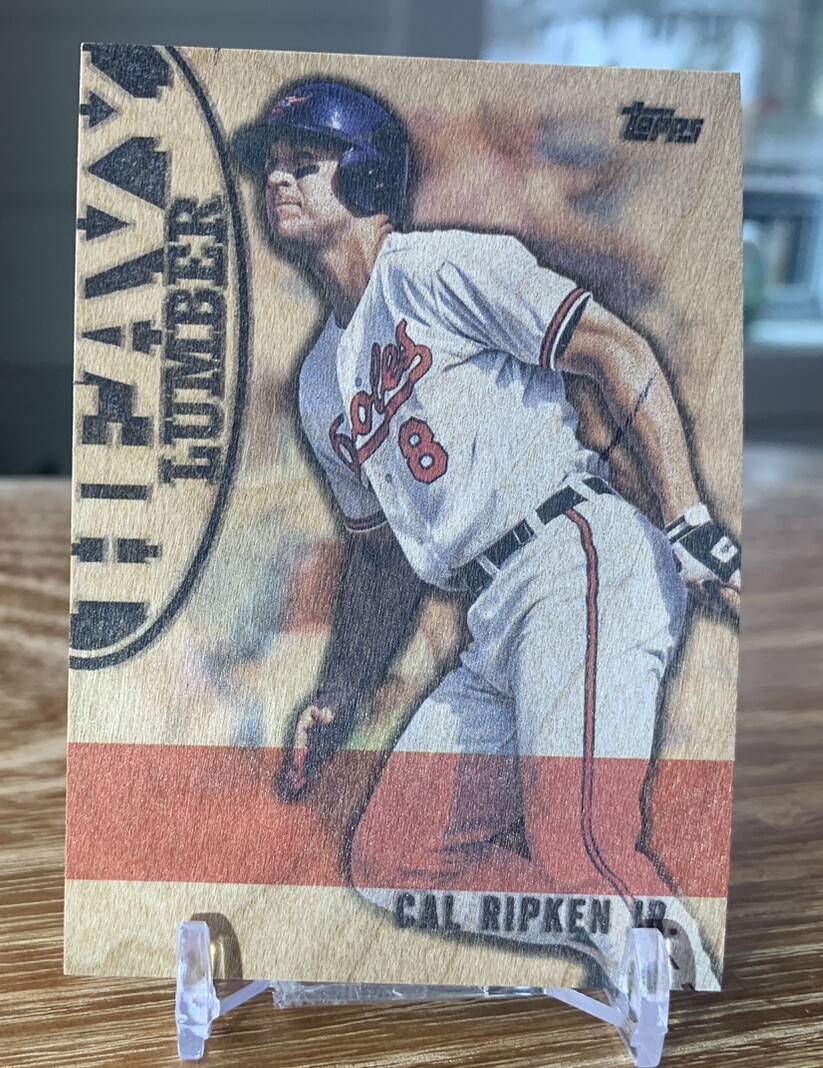 HEAVY
LUMBER
Topps
Orioles
8
CAL RIPKEN JR.